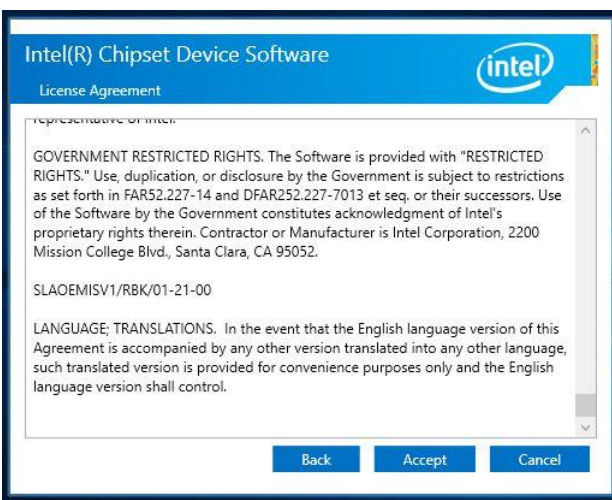 Intel(R) Chipset Device Software
intel
License Agreement
representative of Intel.
GOVERNMENT RESTRICTED RIGHTS. The Software is provided with "RESTRICTED
RIGHTS." Use, duplication, or disclosure by the Government is subject to restrictions
as set forth in FAR52.227-14 and DFAR252.227-7013 et seq. or their successors. Use
of the Software by the Government constitutes acknowledgment of Intel's
proprietary rights therein. Contractor or Manufacturer is Intel Corporation, 2200
Mission College Blvd., Santa Clara, CA 95052.
SLAOEMISV1/RBK/01-21-00
LANGUAGE; TRANSLATIONS.  In the event that the English language version of this
Agreement is accompanied by any other version translated into any other language,
such translated version is provided for convenience purposes only and the English
language version shall control.
Back
Accept
Cancel